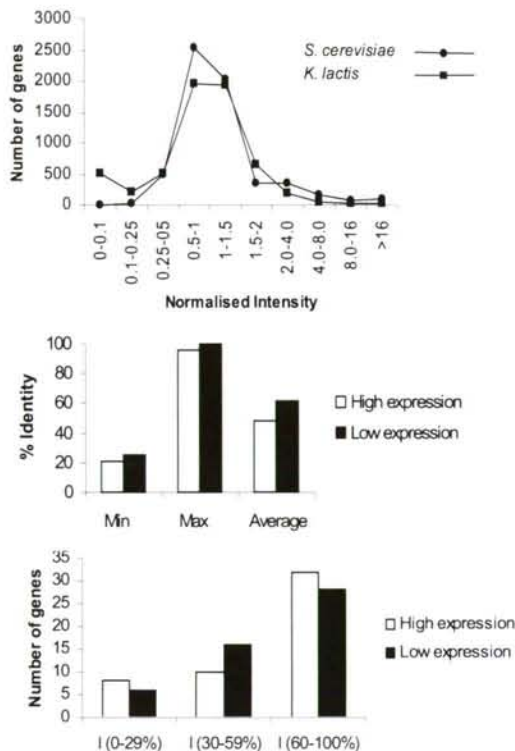 3000
2500
2000
1500
1000
500
0
Number of genes
S. cerevisiae
K. lactis
0-0.1
0.1-0.25
0.25-05
0.5-1
1-1.5
1.5-2
2.0-4.0
4.0-8.0
8.0-16
>16
Normalised Intensity
100
80
60
40
20
0
% Identity
Min
Max
Average
High expression
Low expression
35
30
25
20
15
10
5
0
Number of genes
I (0-29%)
I (30-59%)
I (60-100%)
High expression
Low expression